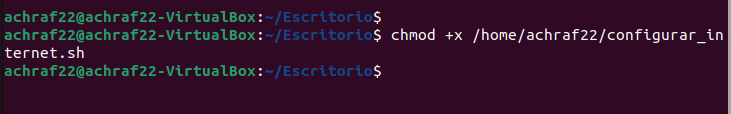 achraf22@achraf22-VirtualBox:~/Escritorio$
achraf22@achraf22-VirtualBox:~/Escritorio$ chmod +x /home/achraf22/configurar_in
ternet.sh
achraf22@achraf22-VirtualBox:~/Escritorio$